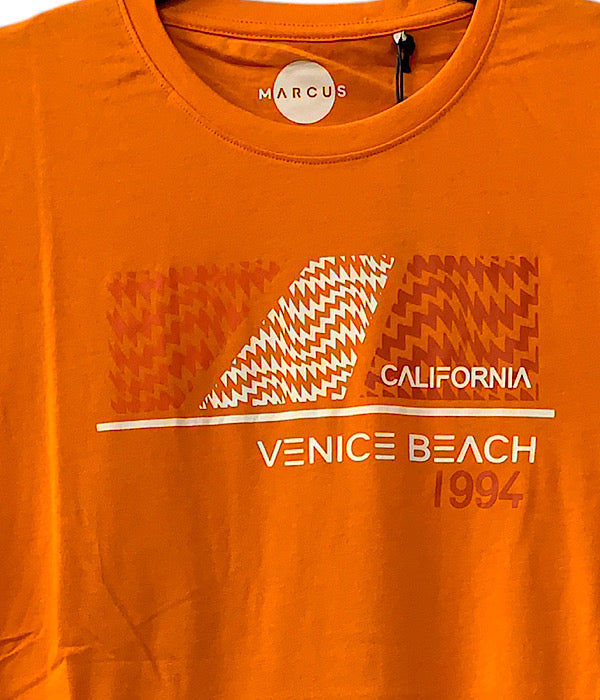 MARCUS
CALIFORNIA
VENICE BEACH
1994